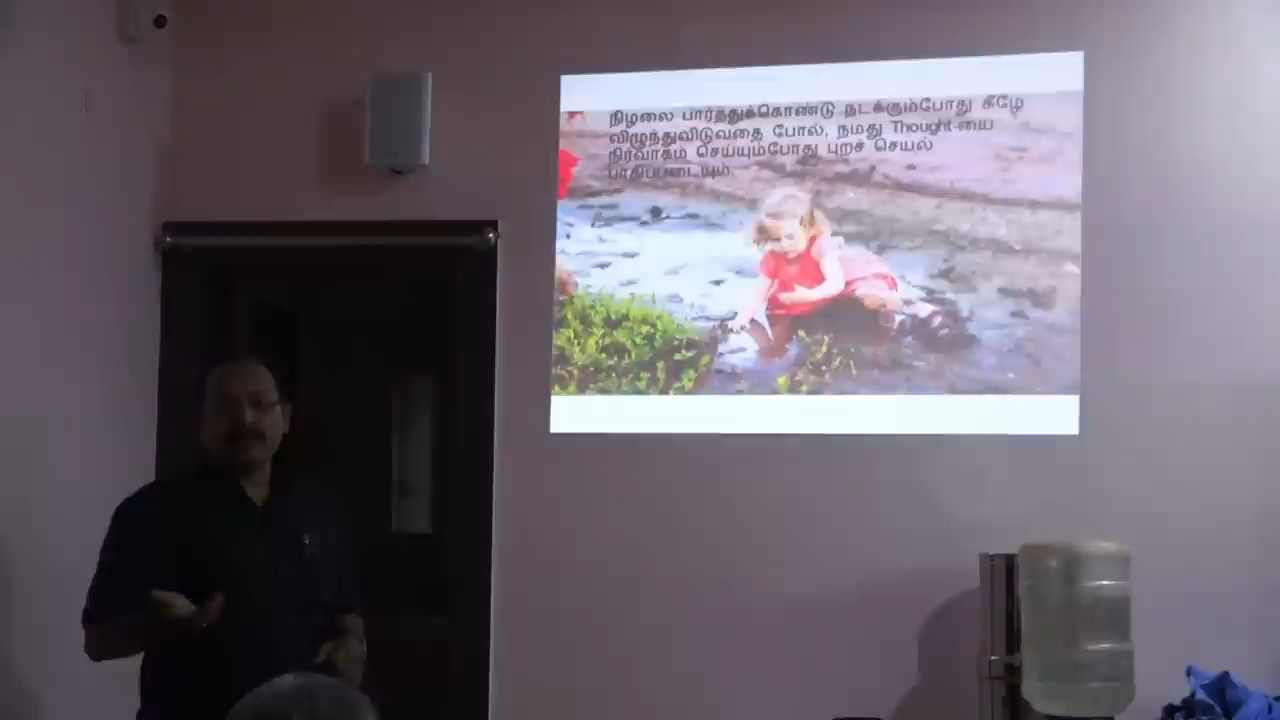 நிழலை பார்த்துக்கொண்டு நடக்கும்போது கீழே
விழுந்துவிடுவதை போல், நமது Thought-யை
நிர்வாகம் செய்யும்போது புறச் செயல்
பாதிப்படையும்.